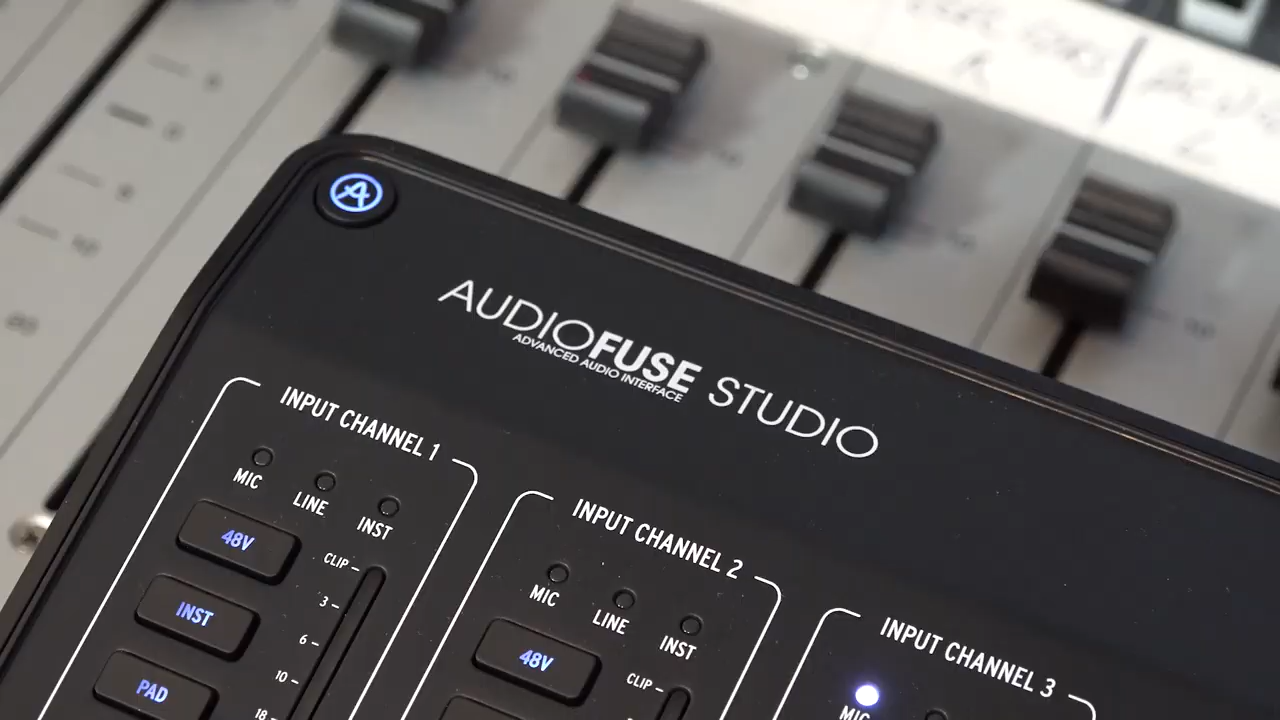 AUDIOFUSE STUDIO
ADVANCED AUDIO INTERFACE
INPUT CHANNEL 1
MIC
LINE
INST
48V
CLIP
INST
3
6
PAD
10
18
INPUT CHANNEL 2
MIC
LINE
INST
48V
CLIP
INPUT CHANNEL 3
MIC